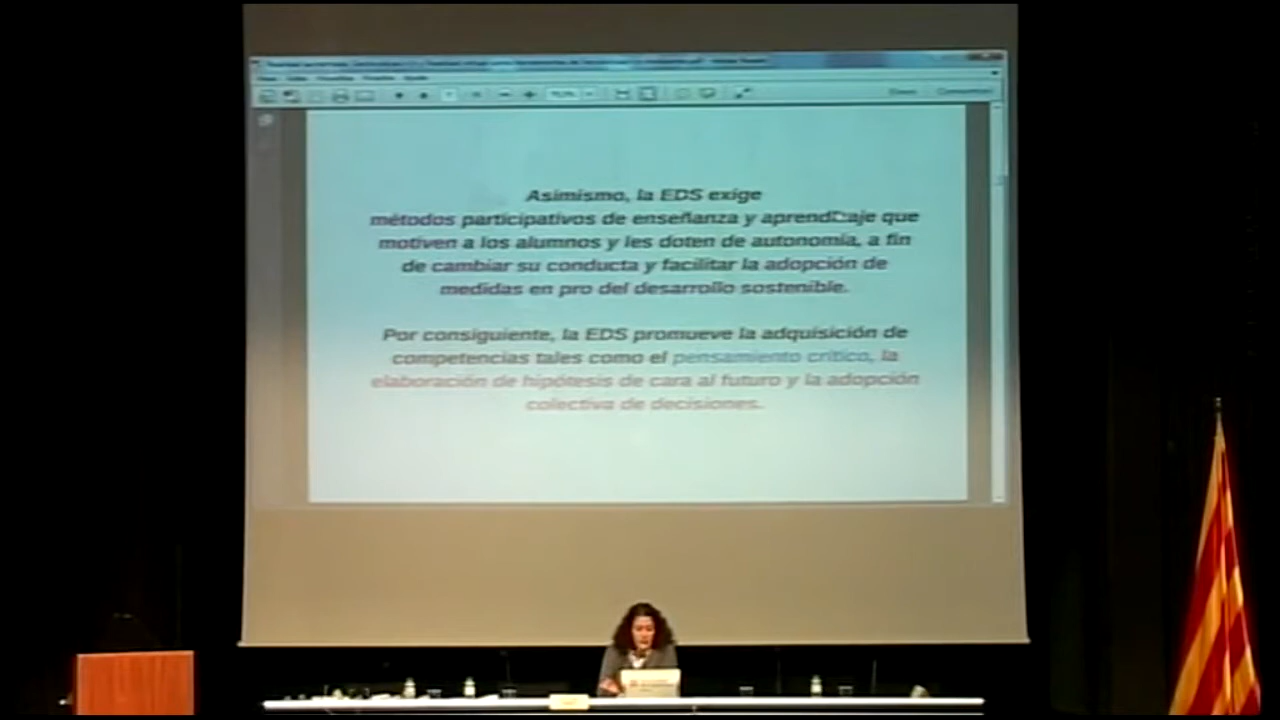 Asimismo, la EDS exige
métodos participativos de enseñanza y aprendizaje que
motiven a los alumnos y les doten de autonomía, a fin
de cambiar su conducta y facilitar la adopción de
medidas en pro del desarrollo sostenible.
Por consiguiente, la EDS promueve la adquisición de
competencias tales como el pensamiento crítico, la
elaboración de hipótesis de cara al futuro y la adopción
colectiva de decisiones.